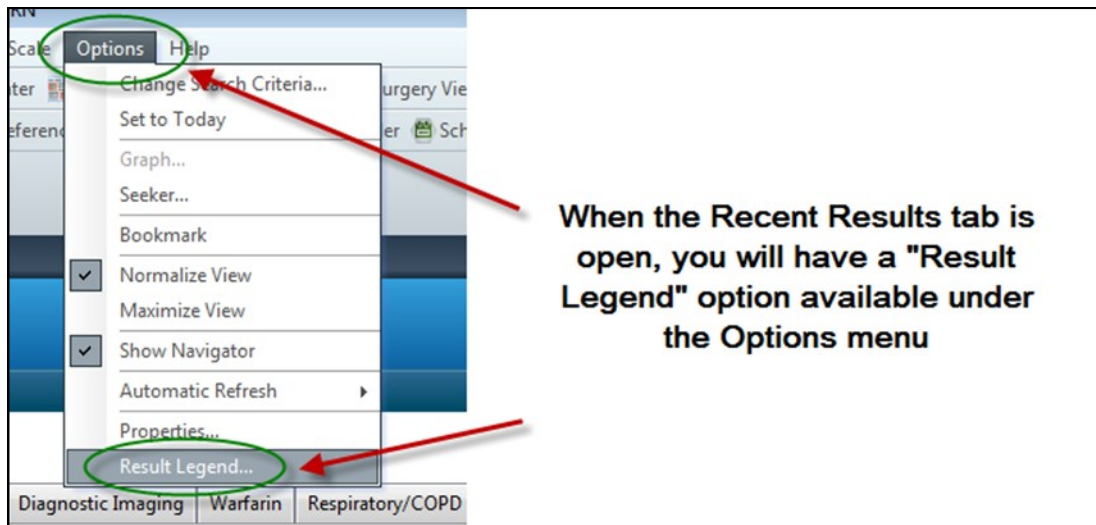 RN
Scale Options Help
Change Search Criteria... urgery Vie
Set to Today er Sch
Graph...
Seeker...
Bookmark
Normalize View
Maximize View
Show Navigator
Automatic Refresh
Properties...
Result Legend...
Diagnostic Imaging Warfarin Respiratory/COPD
When the Recent Results tab is
open, you will have a "Result
Legend" option available under
the Options menu